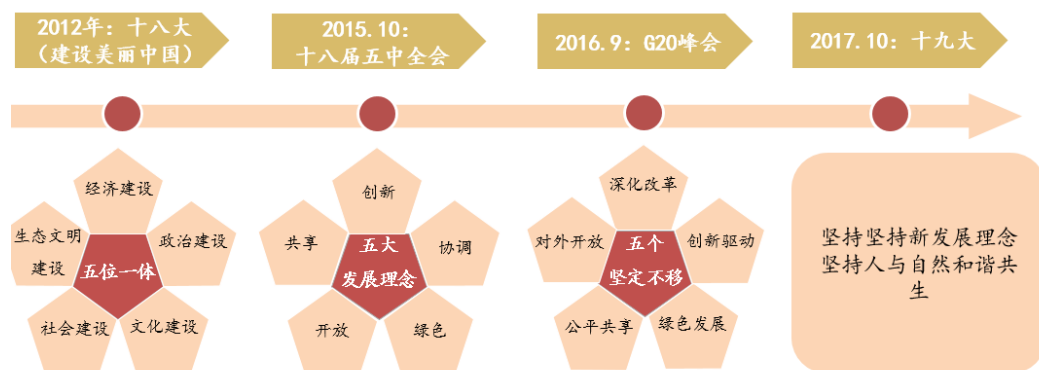 2012年：十八大
（建设美丽中国）
2015.10：
十八届五中全会
2016.9：G20峰会
2017.10：十九大
经济建设
生态文明
建设
政治建设
五位一体
社会建设
文化建设
创新
共享
协调
五大
发展理念
开放
绿色
深化改革
对外开放
创新驱动
五个
坚定不移
公平共享
绿色发展
坚持坚持新发展理念
坚持人与自然和谐共
生